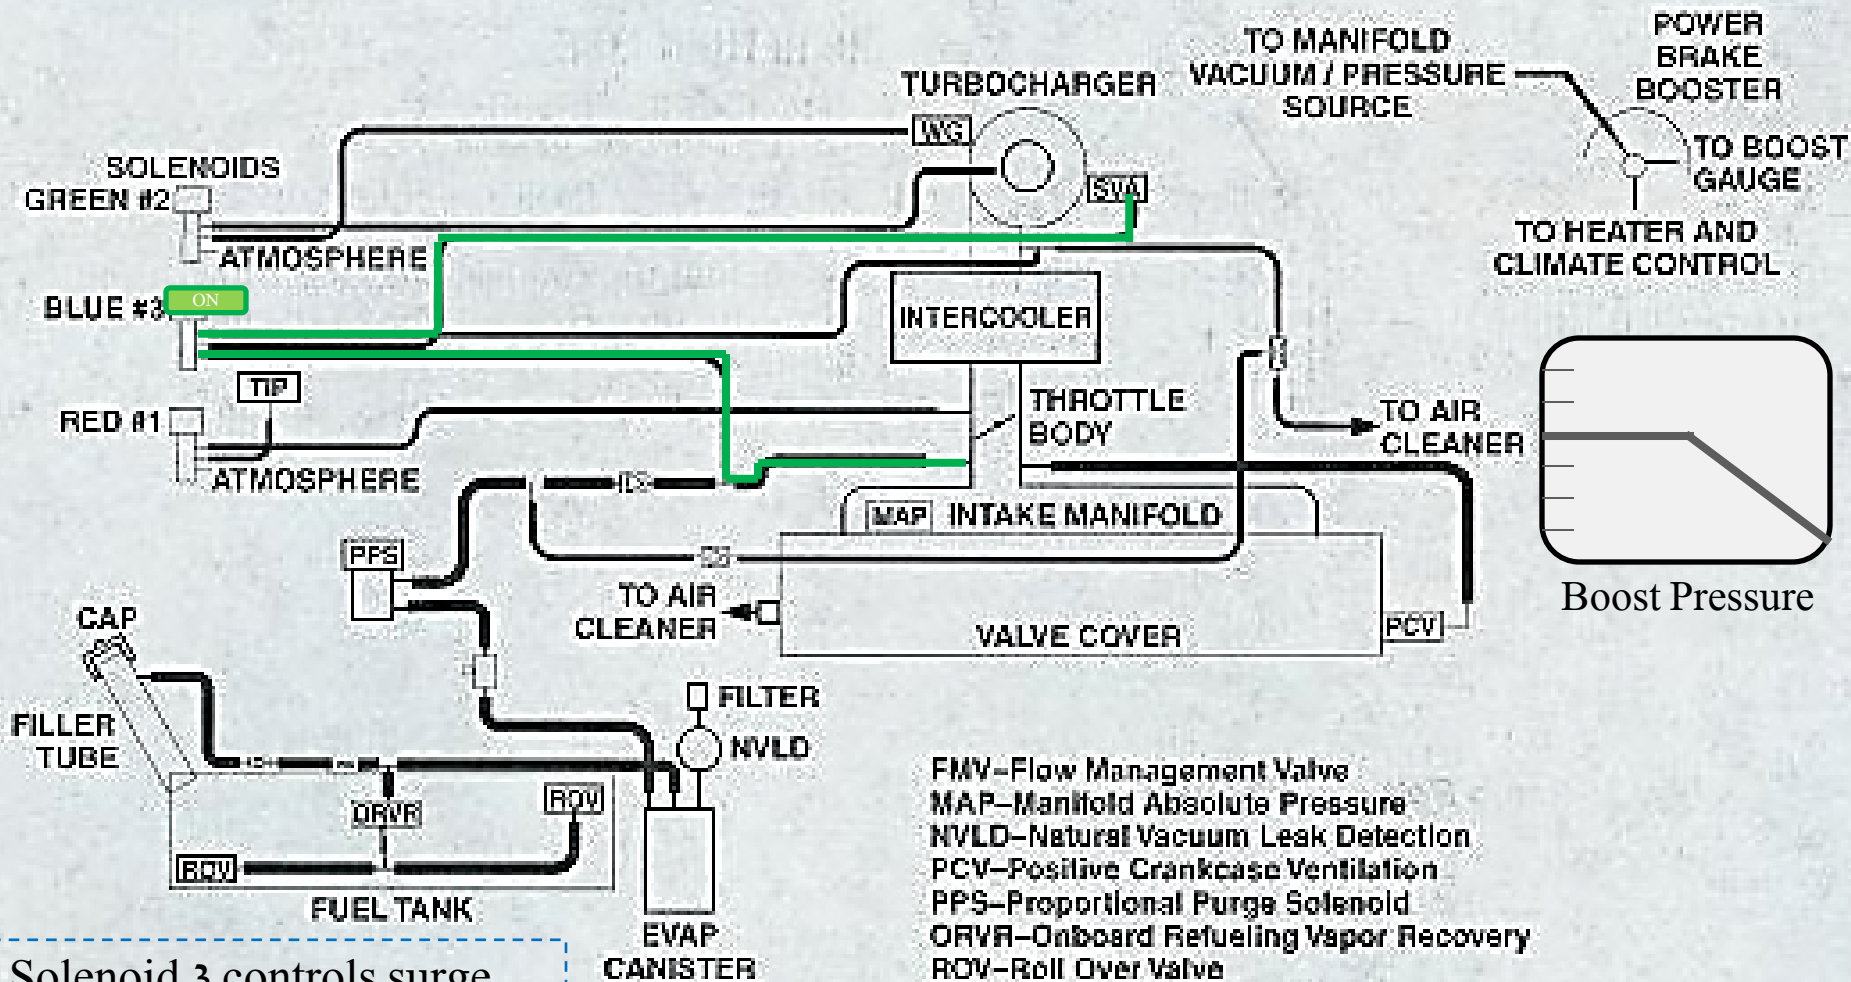 TO MANIFOLD
VACUUM / PRESSURE
SOURCE
POWER
BRAKE
BOOSTER
TO BOOST
GAUGE
TO HEATER AND
CLIMATE CONTROL
TURBOCHARGER
WG
SVA
SOLENOIDS
GREEN #2
ATMOSPHERE
BLUE #3
ON
INTERCOOLER
TIP
RED #1
ATMOSPHERE
THROTTLE
BODY
TO AIR
CLEANER
MAP
INTAKE MANIFOLD
PPS
TO AIR
CLEANER
VALVE COVER
PCV
Boost Pressure
CAP
FILLER
TUBE
FILTER
NVLD
ORVR
ROV
ROV
FUEL TANK
EVAP
CANISTER
FMV–Flow Management Valve
MAP–Manifold Absolute Pressure
NVLD–Natural Vacuum Leak Detection
PCV–Positive Crankcase Ventilation
PPS–Proportional Purge Solenoid
ORVR–Onboard Refueling Vapor Recovery
ROV–Roll Over Valve
Solenoid 3 controls surge